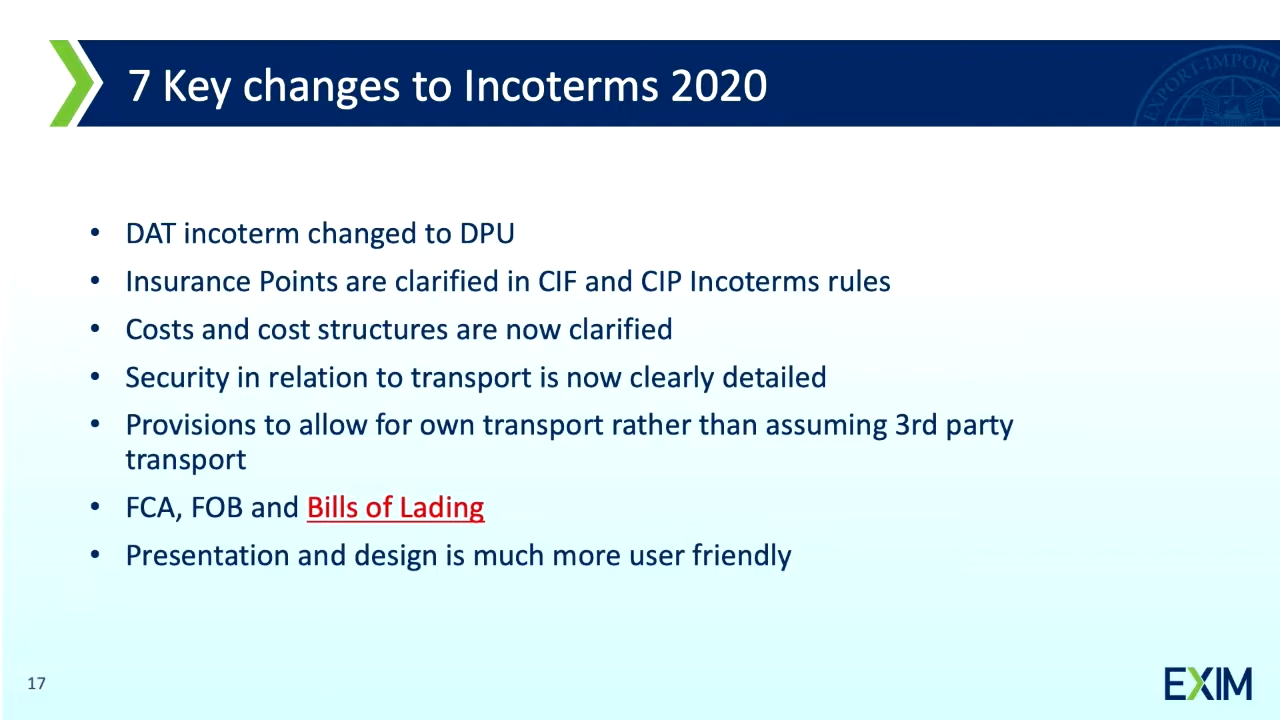 7 Key changes to Incoterms 2020
EXPORT-IMPORT
• DAT incoterm changed to DPU
• Insurance Points are clarified in CIF and CIP Incoterms rules
• Costs and cost structures are now clarified
• Security in relation to transport is now clearly detailed
• Provisions to allow for own transport rather than assuming 3rd party
transport
• FCA, FOB and Bills of Lading
• Presentation and design is much more user friendly
17
EXIM